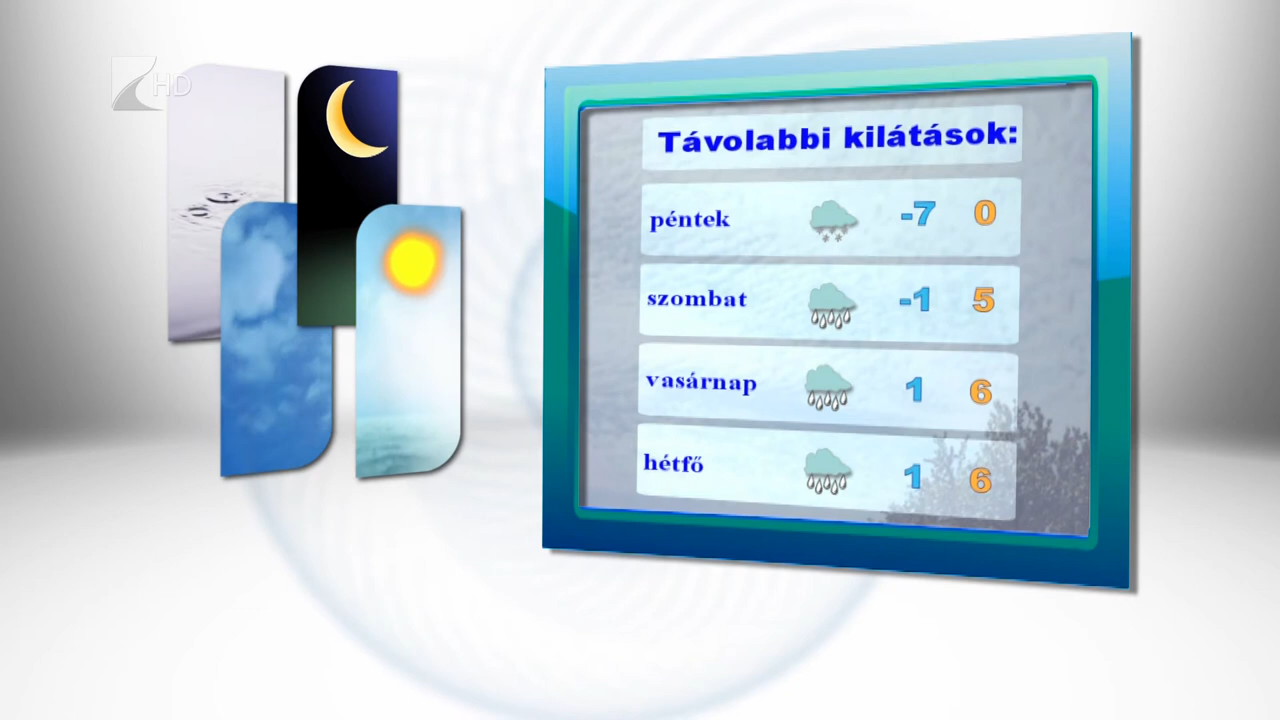 HD
Távolabbi kilátások:
péntek -7 0
szombat -1 5
vasárnap 1 6
hétfő 1 6